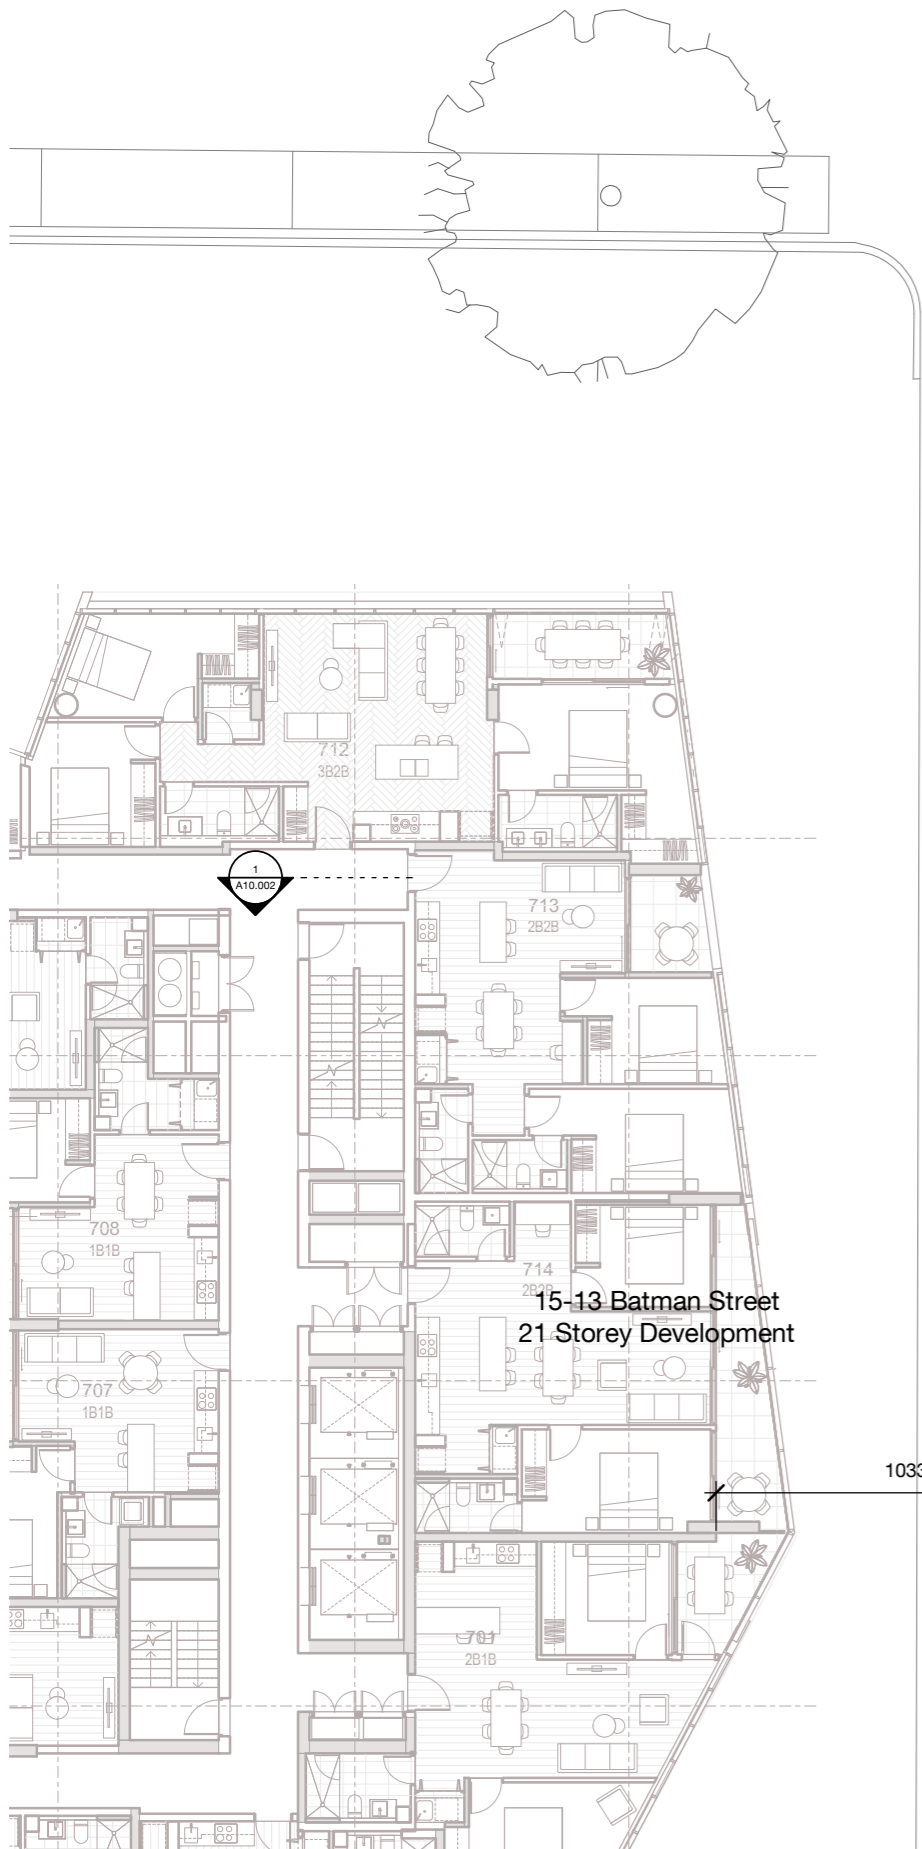 712
3B2B
1
A10.002
713
2B2B
708
1B1B
714
2B2B
15-13 Batman Street
21 Storey Development
707
1B1B
1033
701
2B1B